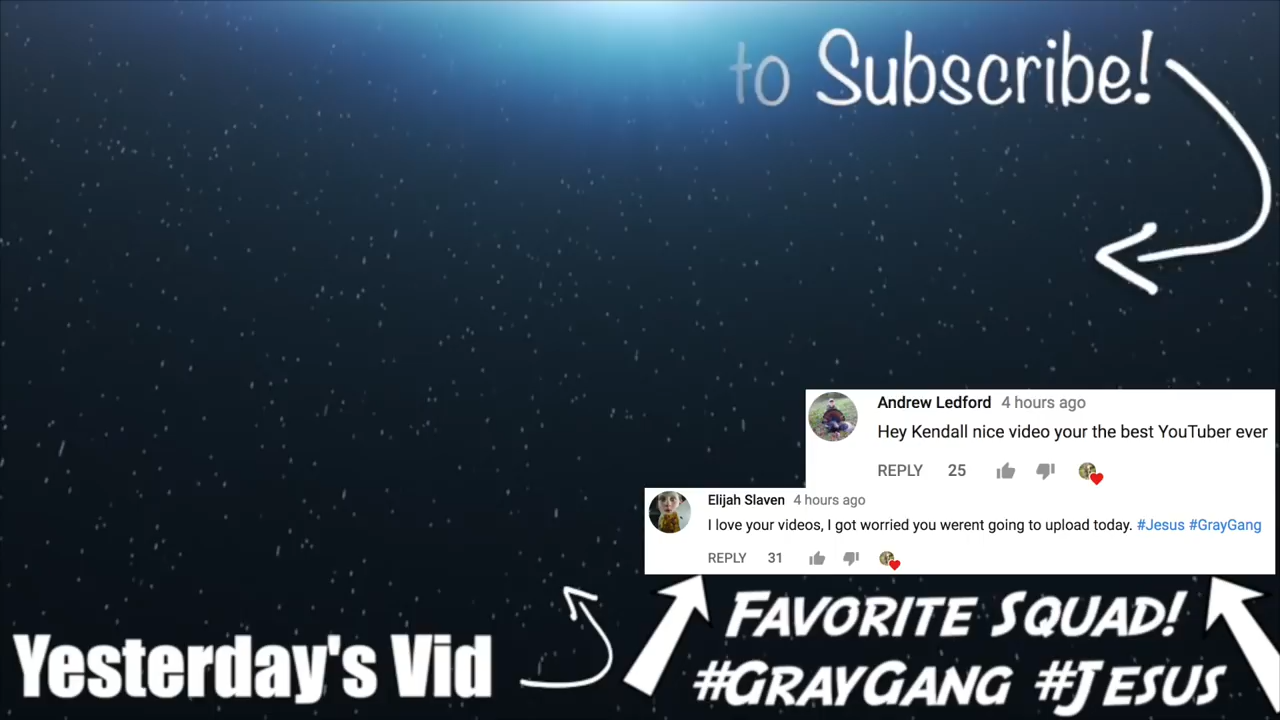 to Subscribe!
Andrew Ledford 4 hours ago
Hey Kendall nice video your the best YouTuber ever
REPLY 25
Elijah Slaven 4 hours ago
I love your videos, I got worried you werent going to upload today. #Jesus #GrayGang
REPLY 31
Yesterday's Vid
FAVORITE SQUAD!
#GRAYGANG #JESUS